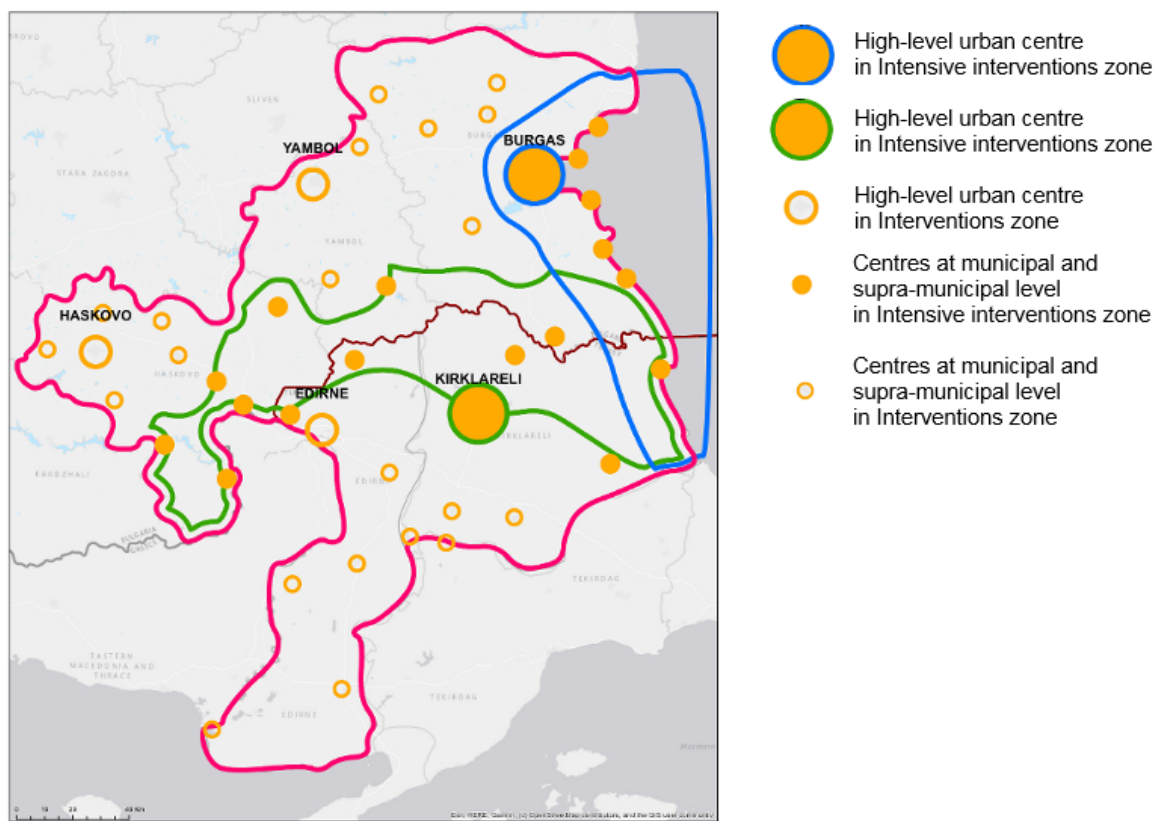 SLIVEN
YAMBOL
BURGAS
STARA ZAGORA
YAMBOL
HASKOVO
HASKOVO
EDIRNE
KIRKLARELI
KIRKLARELI
KARDZHALI
EDIRNE
BULGARIA
GREECE
TEKIRDAG
EASTERN
MACEDONIA AND
THRACE
TEKIRDAG
EDIRNE
High-level urban centre
in Intensive interventions zone
High-level urban centre
in Intensive interventions zone
High-level urban centre
in Interventions zone
Centres at municipal and
supra-municipal level
in Intensive interventions zone
Centres at municipal and
supra-municipal level
in Interventions zone